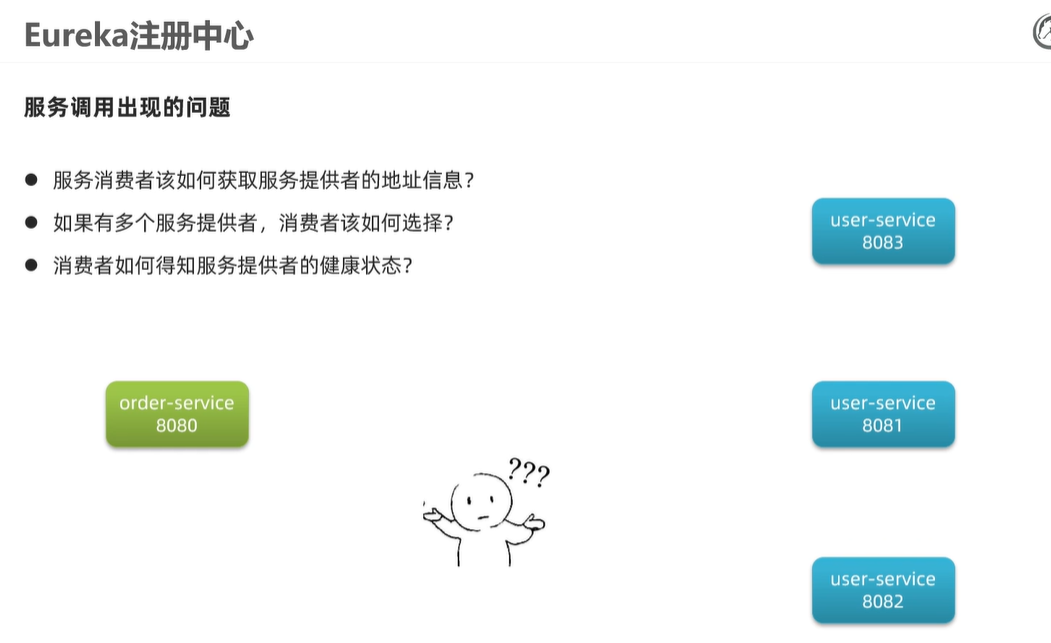 Eureka注册中心
服务调用出现的问题
● 服务消费者该如何获取服务提供者的地址信息？
● 如果有多个服务提供者，消费者该如何选择？
● 消费者如何得知服务提供者的健康状态？
user-service
8083
order-service
8080
user-service
8081
???
user-service
8082